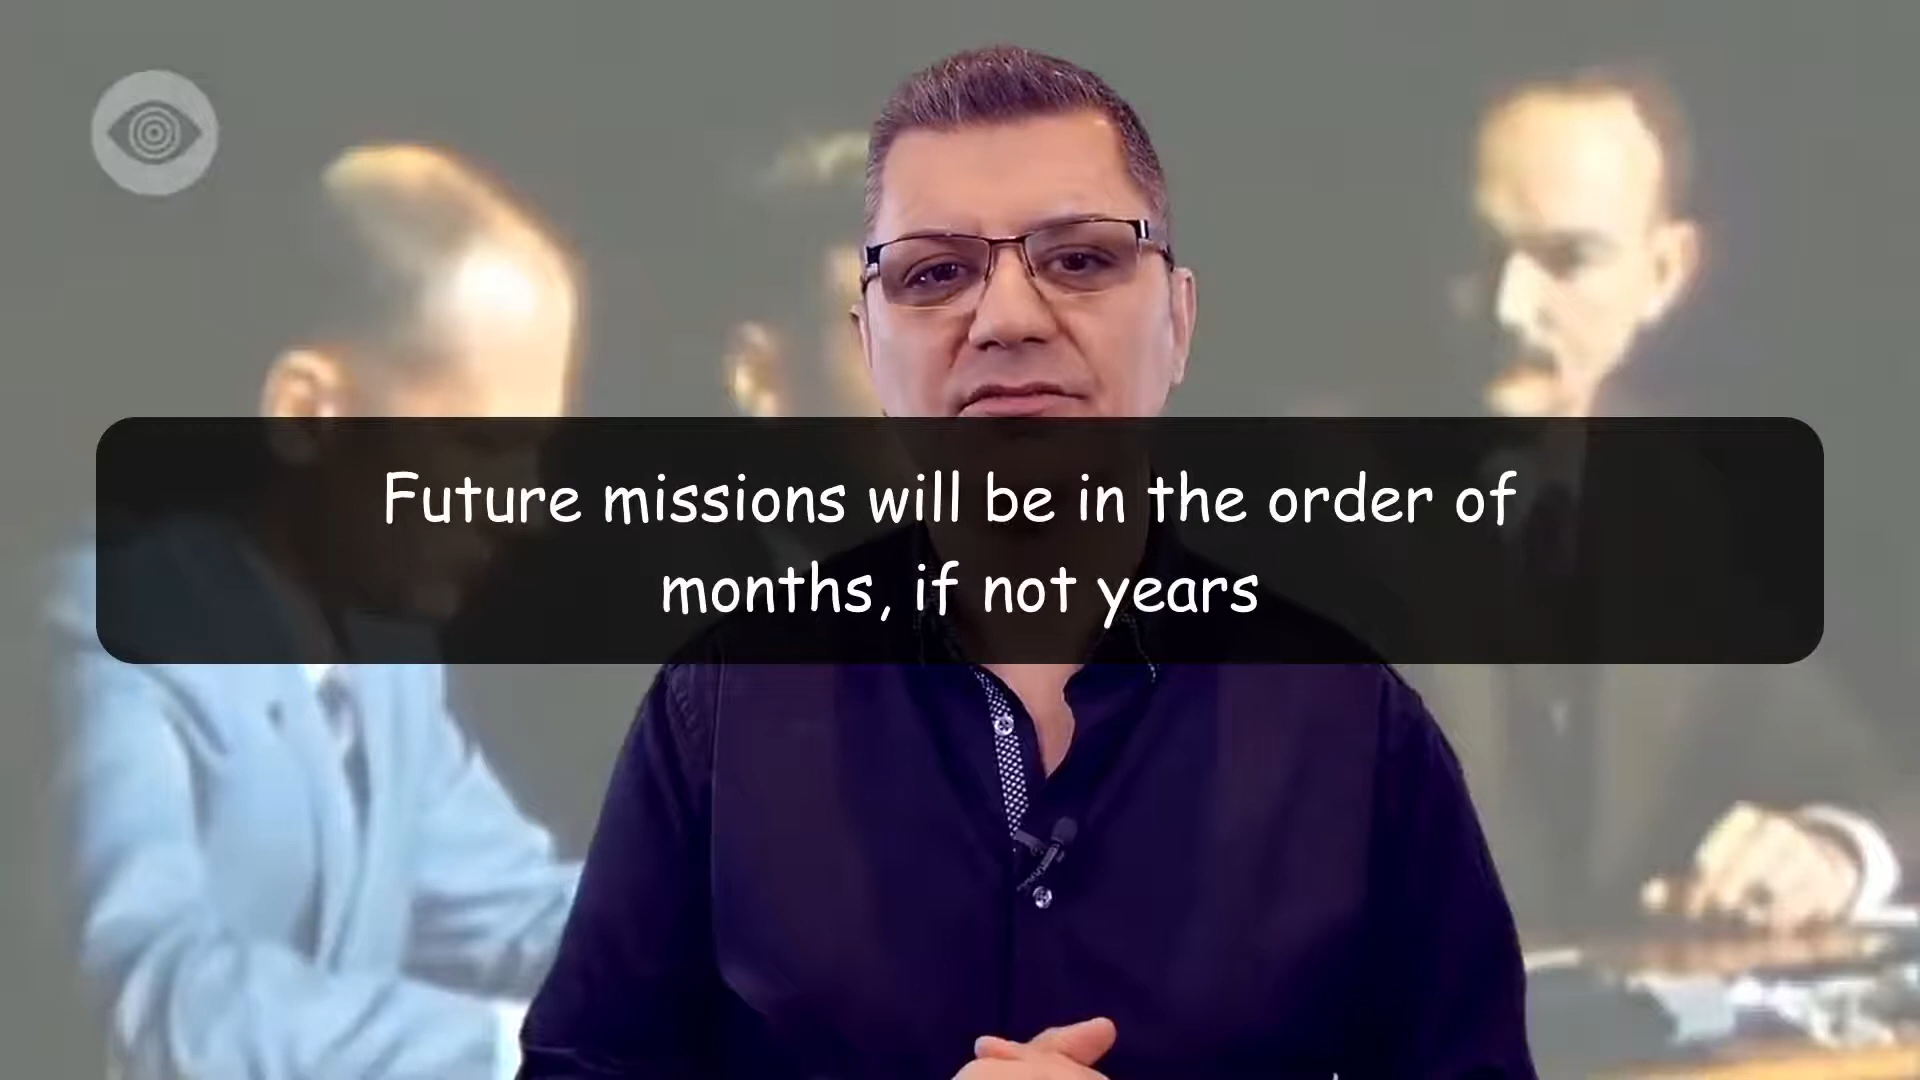 Future missions will be in the order of
months, if not years